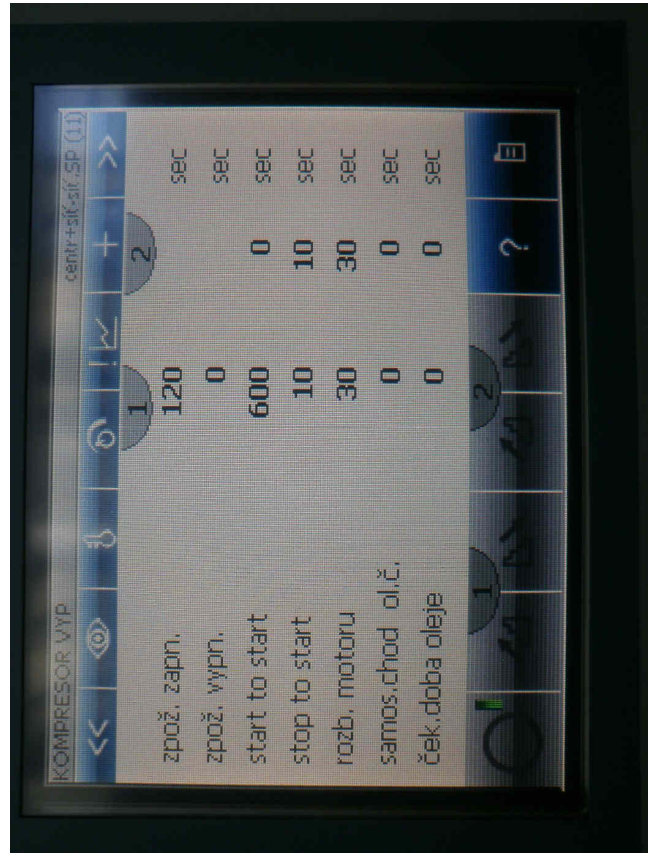 KOMPRESOR VYP centr+síť-síť.SP (11)
<< ! + >>
1 2
zpož. zapn. 120 sec
zpož. vypn. 0 sec
start to start 600 0 sec
stop to start 10 10 sec
rozb. motoru 30 30 sec
samos.chod ol.č. 0 0 sec
ček.doba oleje 0 0 sec
1 2 ?